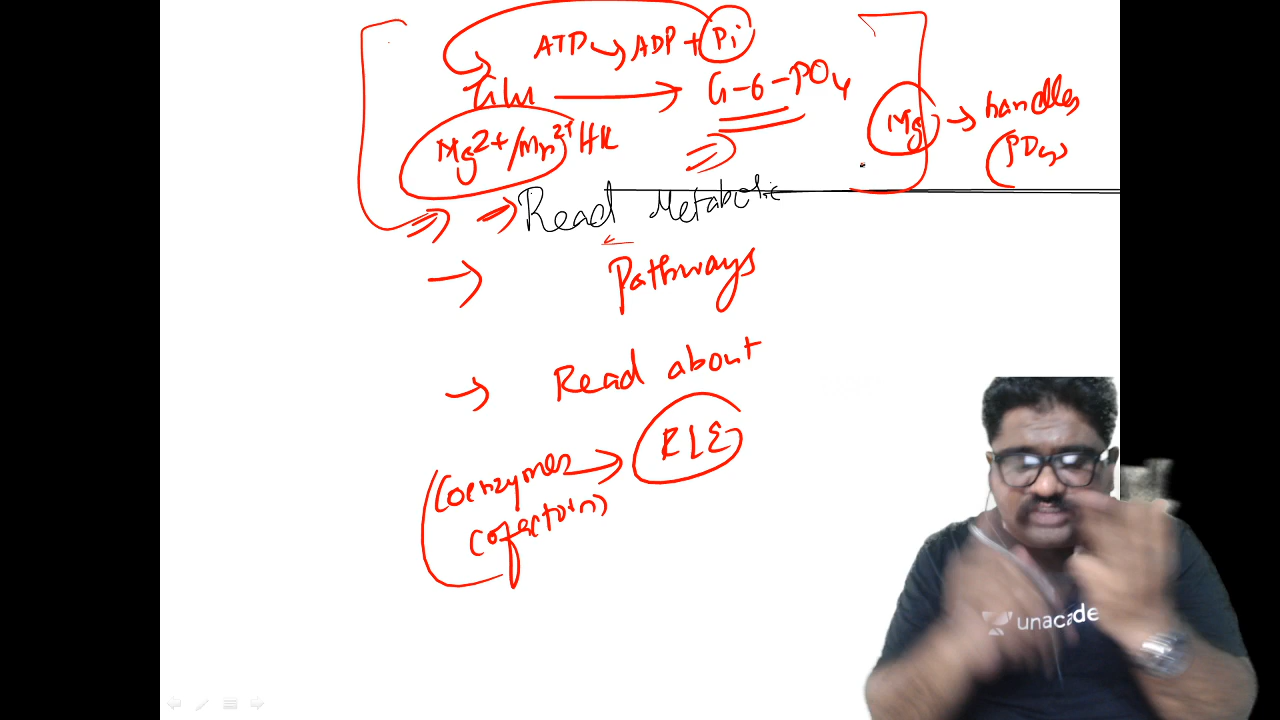 ATP → ADP + Pi
Glu → G-6-PO4
Mg2+/Mn2+ HK
Mg → handles
PO4s
⇒ → Read Metabolic
→ Pathways
→ Read about
Coenzymes → RLE
cofactors
unacade